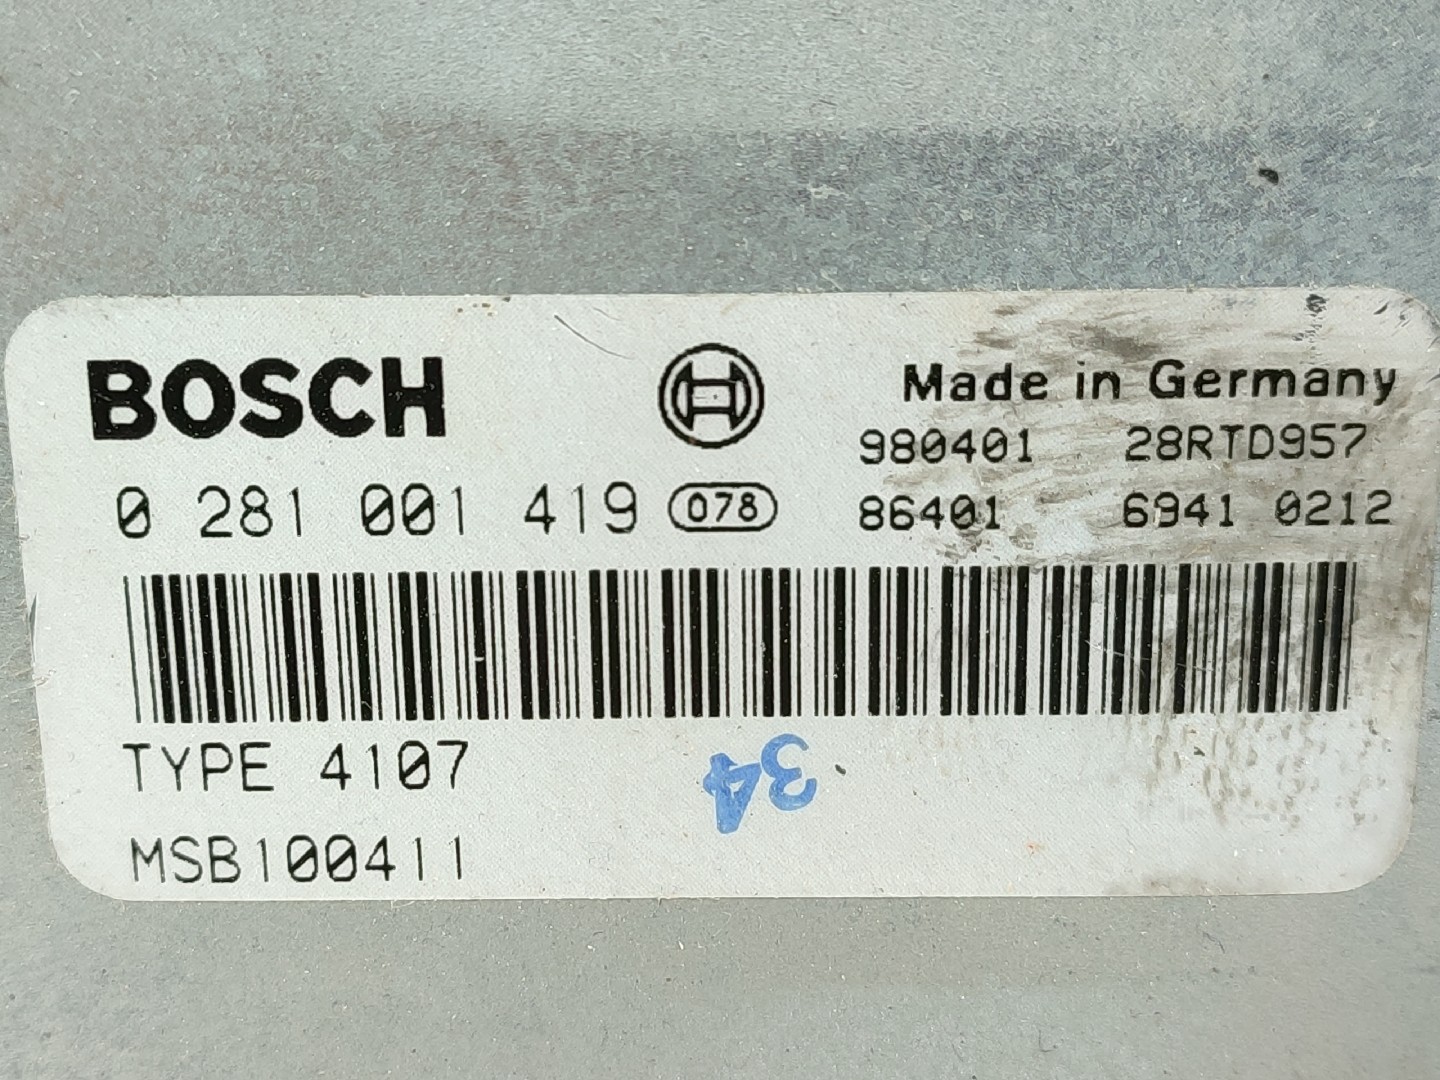 BOSCH
Made in Germany
980401 28RTD957
0 281 001 419 078 86401 6941 0212
TYPE 4107
34
MSB100411